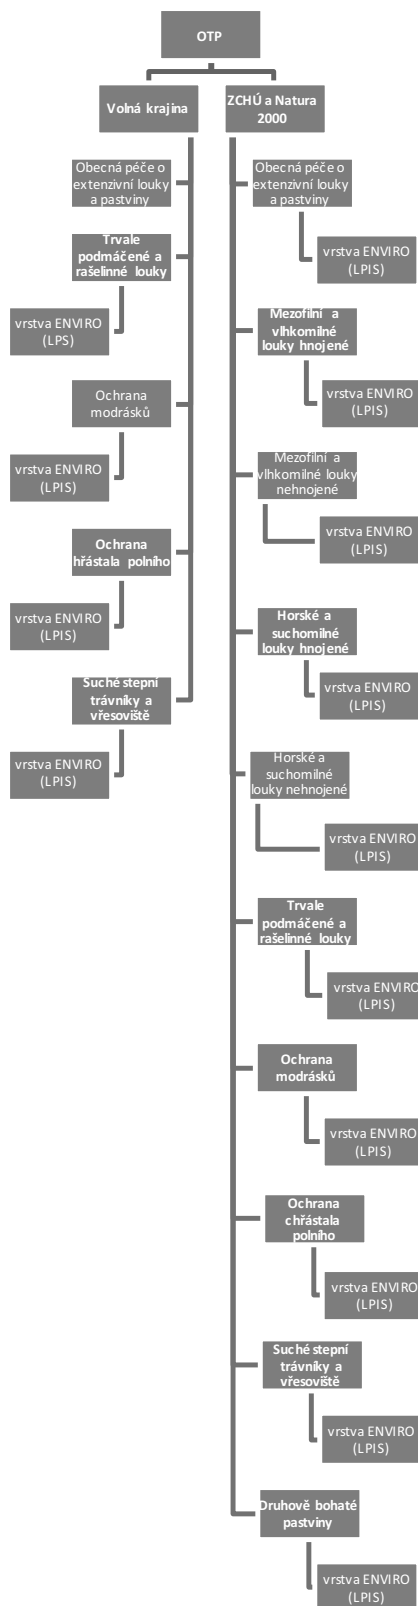 OTP
Volná krajina
ZCHÚ a Natura
2000
Obecná péče o
extenzivní louky
a pastviny
Trvale
podmáčené a
rašelinné louky
vrstva ENVIRO
(LPS)
Ochrana
modrásků
vrstva ENVIRO
(LPIS)
Ochrana
hřástala polního
vrstva ENVIRO
(LPIS)
Suché stepní
trávníky a
vřesoviště
vrstva ENVIRO
(LPIS)
Obecná péče o
extenzivní louky
a pastviny
vrstva ENVIRO
(LPIS)
Mezofilní a
vlhkomilné
louky hnojené
vrstva ENVIRO
(LPIS)
Mezofilní a
vlhkomilné louky
nehnojené
vrstva ENVIRO
(LPIS)
Horské a
suchomilné
louky hnojené
vrstva ENVIRO
(LPIS)
Horské a
suchomilné
louky nehnojené
vrstva ENVIRO
(LPIS)
Trvale
podmáčené a
rašelinné louky
vrstva ENVIRO
(LPIS)
Ochrana
modrásků
vrstva ENVIRO
(LPIS)
Ochrana
chřástala
polního
vrstva ENVIRO
(LPIS)
Suché stepní
trávníky a
vřesoviště
vrstva ENVIRO
(LPIS)
Druhově bohaté
pastviny
vrstva ENVIRO
(LPIS)